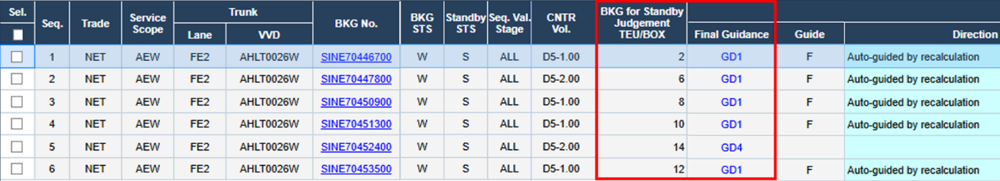 Sel. Seq. Trade Service Scope Trunk BKG No. BKG STS Standby STS Seq. Val. Stage CNTR Vol. BKG for Standby Judgement TEU/BOX Final Guidance Guide Direction
Lane VVD
1 NET AEW FE2 AHLT0026W SINE70446700 W S ALL D5-1.00 2 GD1 F Auto-guided by recalculation
2 NET AEW FE2 AHLT0026W SINE70447800 W S ALL D5-2.00 6 GD1 F Auto-guided by recalculation
3 NET AEW FE2 AHLT0026W SINE70450900 W S ALL D5-1.00 8 GD1 F Auto-guided by recalculation
4 NET AEW FE2 AHLT0026W SINE70451300 W S ALL D5-1.00 10 GD1 F Auto-guided by recalculation
5 NET AEW FE2 AHLT0026W SINE70452400 W S ALL D5-2.00 14 GD4
6 NET AEW FE2 AHLT0026W SINE70453500 W S ALL D5-1.00 12 GD1 F Auto-guided by recalculation